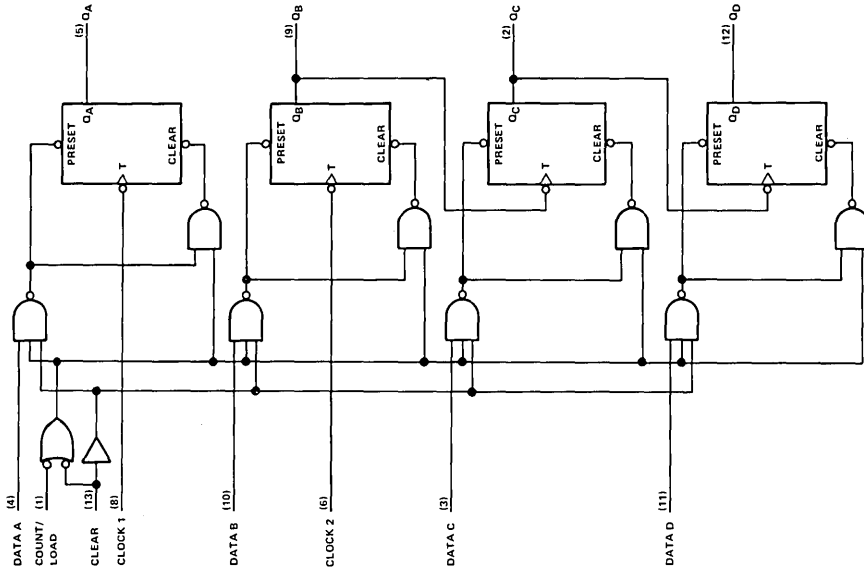 DATA A (4)
COUNT/ (1)
LOAD
CLEAR (13)
CLOCK 1 (8)
DATA B (10)
CLOCK 2 (6)
DATA C (3)
DATA D (11)
PRESET
QA
T
CLEAR
(5) QA
PRESET
QB
T
CLEAR
(9) QB
PRESET
QC
T
CLEAR
(2) QC
PRESET
QD
T
CLEAR
(12) QD